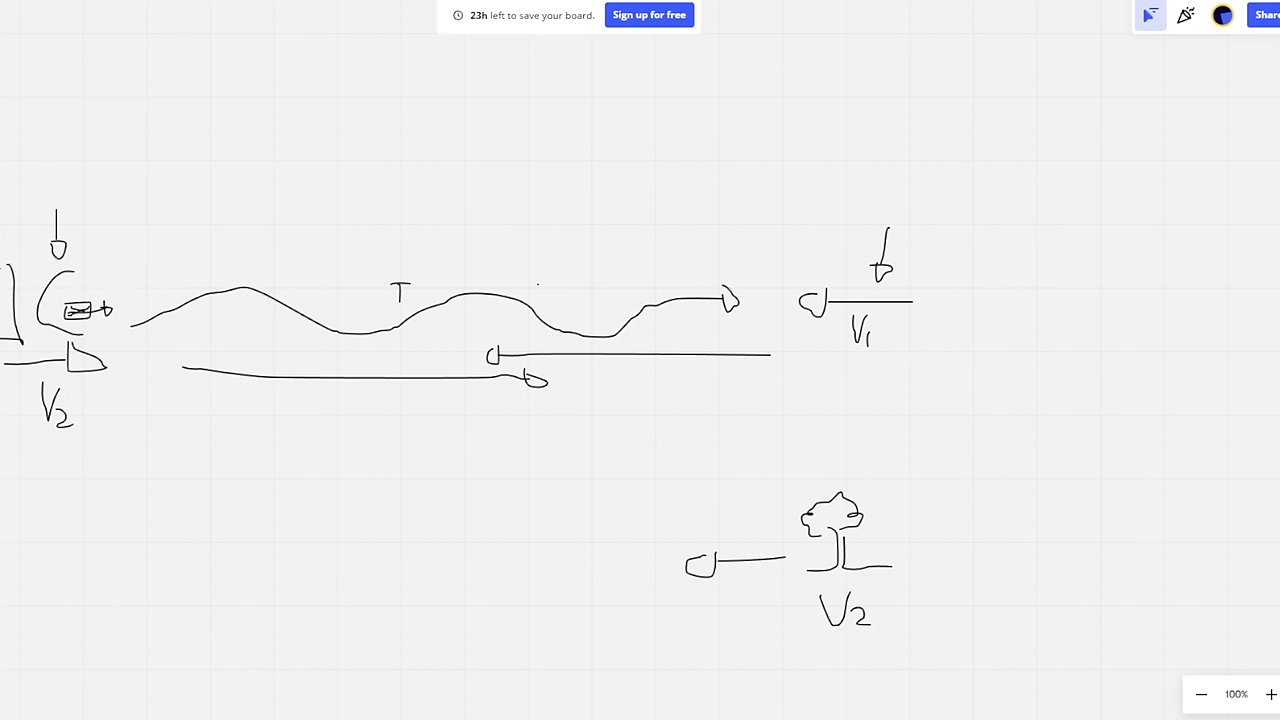 23h left to save your board.
Sign up for free
Share
T
V1
V2
V2
100%